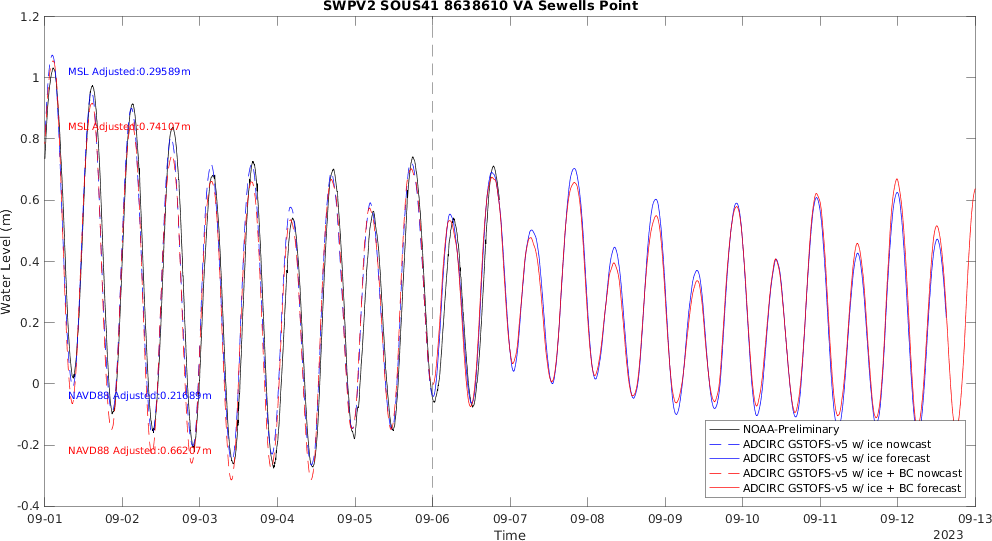 SWPV2 SOUS41 8638610 VA Sewells Point
1.2
1
0.8
0.6
0.4
0.2
0
-0.2
-0.4
Water Level (m)
MSL Adjusted:0.29589m
MSL Adjusted:0.74107m
NAVD88 Adjusted:0.21689m
NAVD88 Adjusted:0.66207m
NOAA-Preliminary
ADCIRC GSTOFS-v5 w/ ice nowcast
ADCIRC GSTOFS-v5 w/ ice forecast
ADCIRC GSTOFS-v5 w/ ice + BC nowcast
ADCIRC GSTOFS-v5 w/ ice + BC forecast
09-01 09-02 09-03 09-04 09-05 09-06 09-07 09-08 09-09 09-10 09-11 09-12 09-13
Time
2023